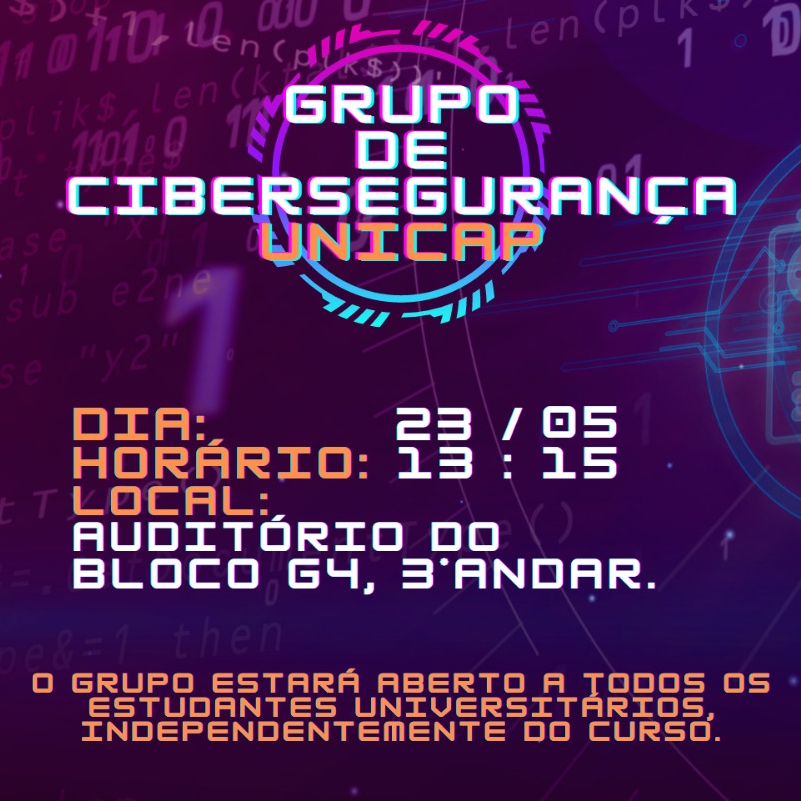 GRUPO
DE
CIBERSEGURANÇA
UNICAP
DIA: 23 / 05
HORÁRIO: 13 : 15
LOCAL:
AUDITÓRIO DO
BLOCO G4, 3°ANDAR.
O GRUPO ESTARÁ ABERTO A TODOS OS
ESTUDANTES UNIVERSITÁRIOS,
INDEPENDENTEMENTE DO CURSO.